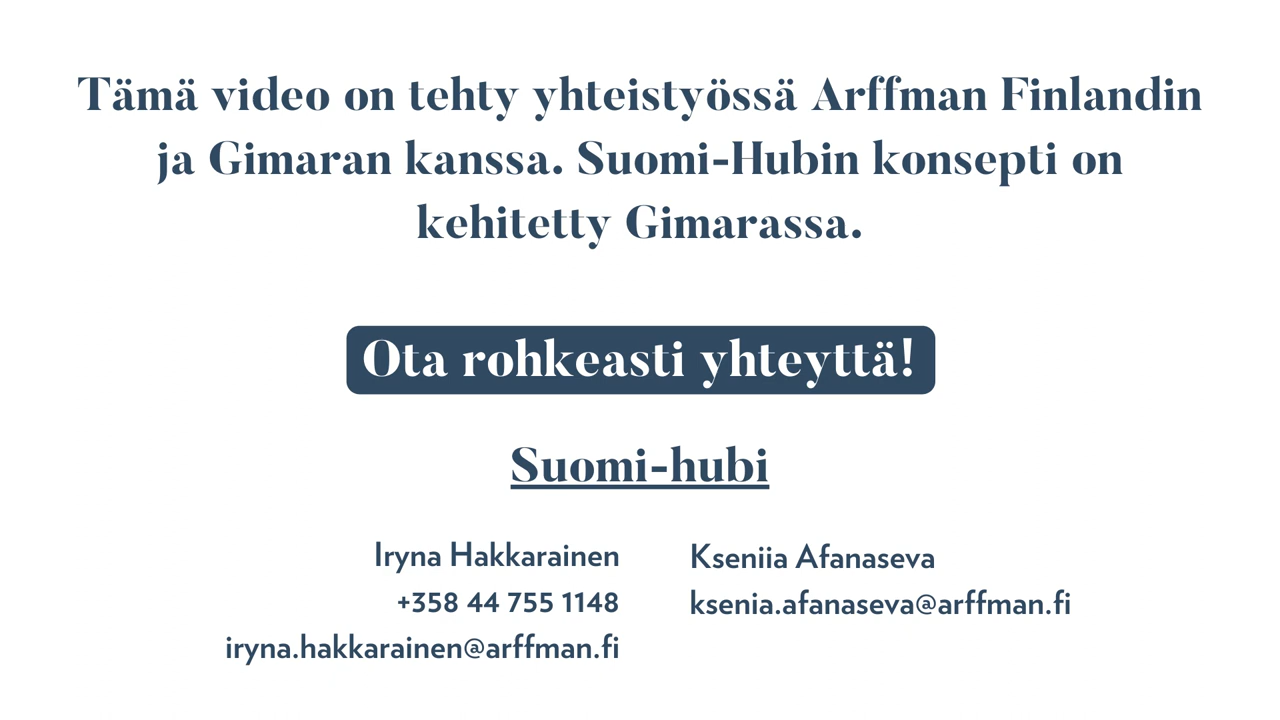 Tämä video on tehty yhteistyössä Arffman Finlandin
ja Gimaran kanssa. Suomi-Hubin konsepti on
kehitetty Gimarassa.
Ota rohkeasti yhteyttä!
Suomi-hubi
Iryna Hakkarainen
+358 44 755 1148
iryna.hakkarainen@arffman.fi
Kseniia Afanaseva
ksenia.afanaseva@arffman.fi